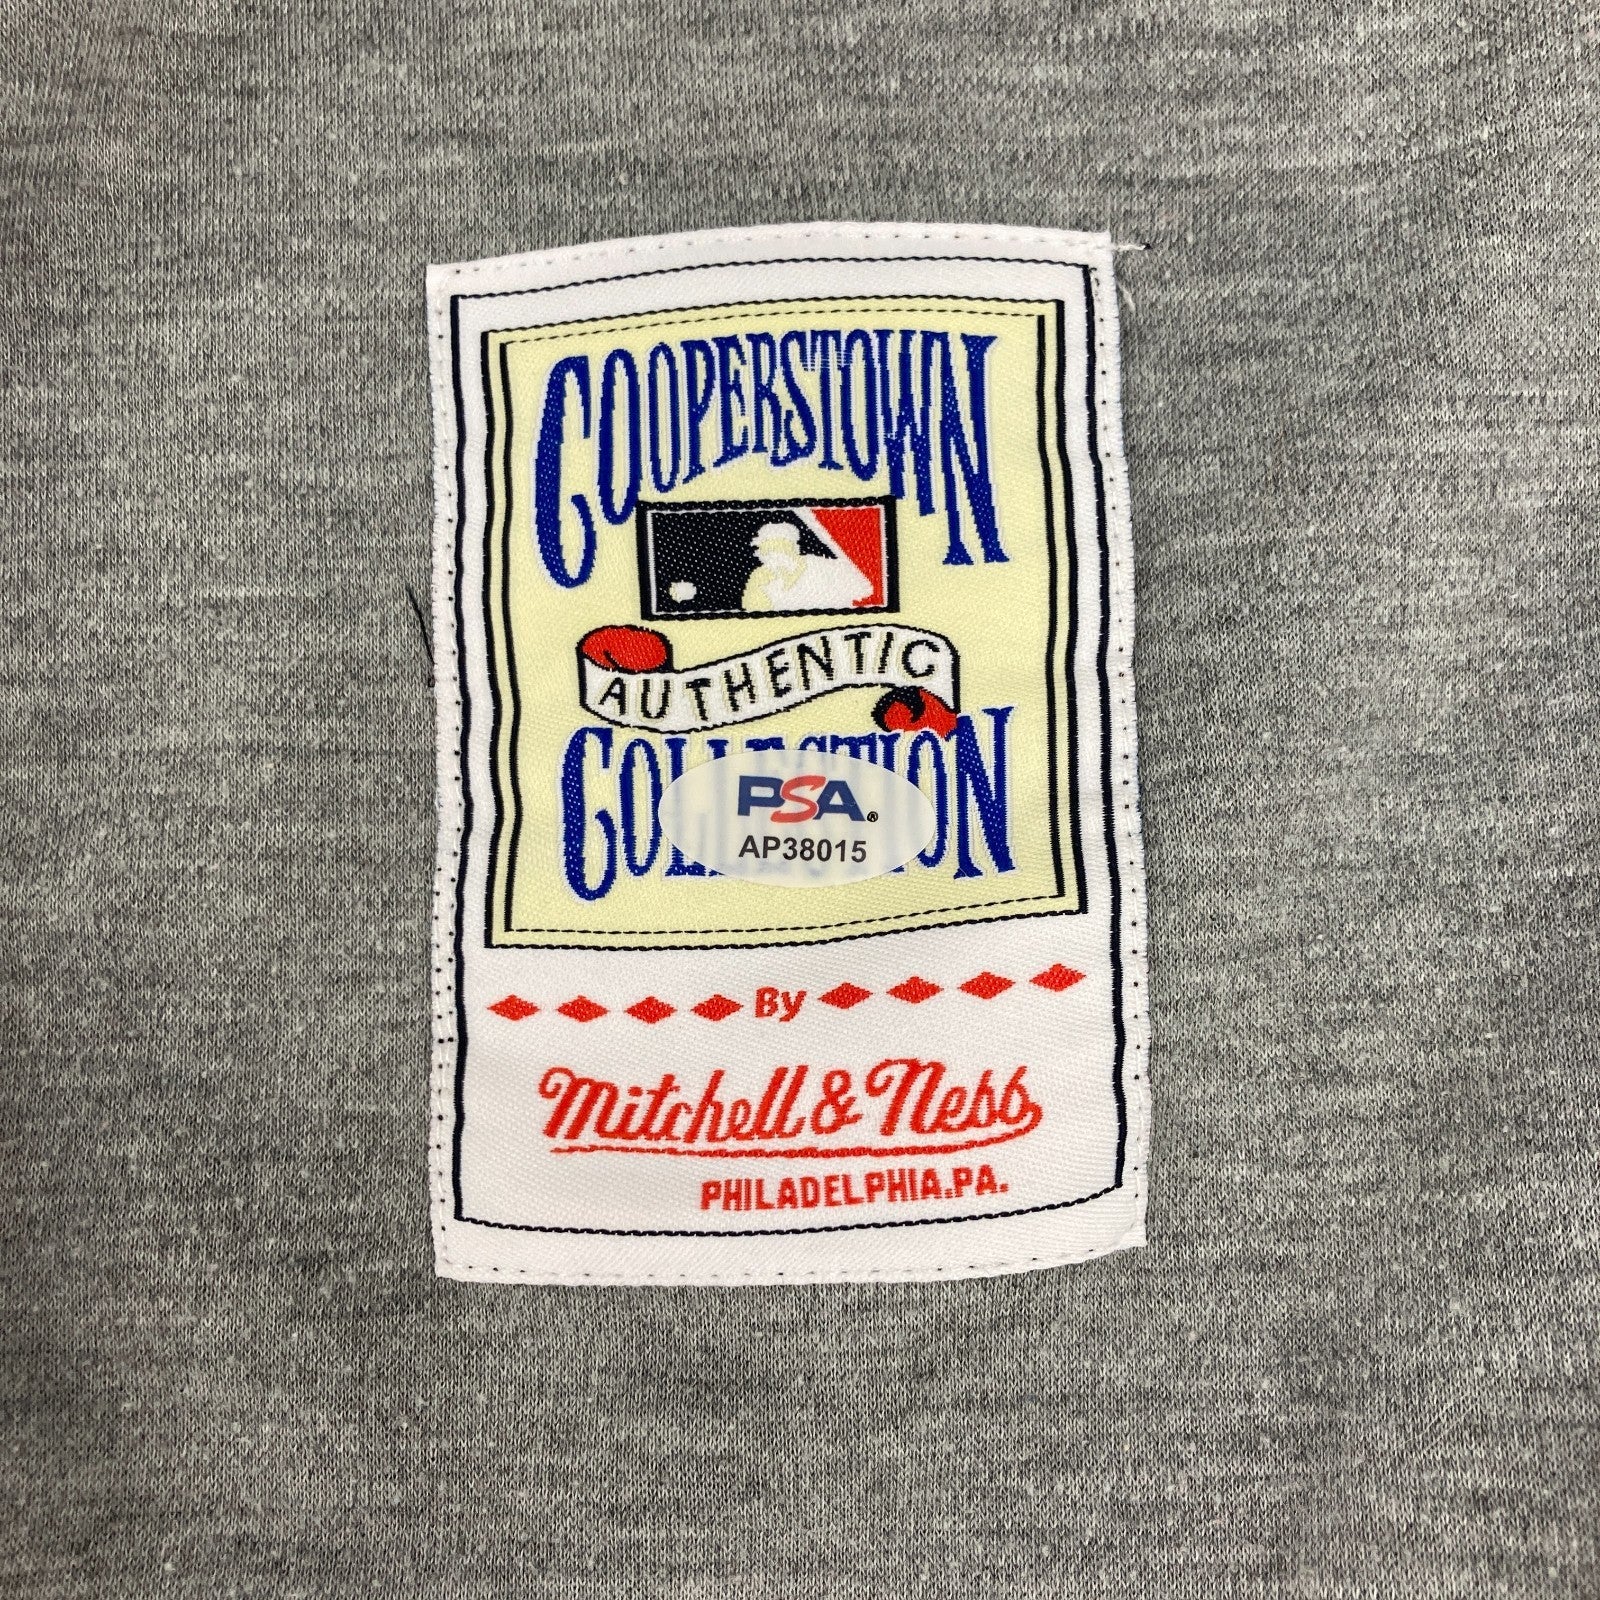 COOPERSTOWN
AUTHENTIC
COLLECTION
PSA®
AP38015
By
Mitchell & Ness
PHILADELPHIA.PA.